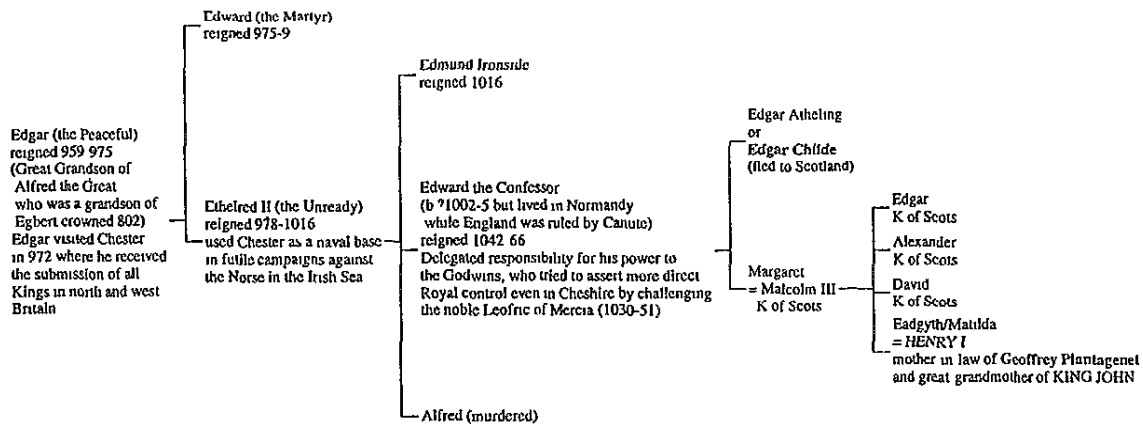 Edward (the Martyr)
reigned 975-9
Edmund Ironside
reigned 1016
Edgar (the Peaceful)
reigned 959 975
(Great Grandson of
Alfred the Great
who was a grandson of
Egbert crowned 802)
Edgar visited Chester
in 972 where he received
the submission of all
Kings in north and west
Britain
Ethelred II (the Unready)
reigned 978-1016
used Chester as a naval base
in futile campaigns against
the Norse in the Irish Sea
Edward the Confessor
(b ?1002-5 but lived in Normandy
while England was ruled by Canute)
reigned 1042 66
Delegated responsibility for his power to
the Godwins, who tried to assert more direct
Royal control even in Cheshire by challenging
the noble Leofric of Mercia (1030-51)
Alfred (murdered)
Edgar Atheling
or
Edgar Childe
(fled to Scotland)
Margaret
= Malcolm III
K of Scots
Edgar
K of Scots
Alexander
K of Scots
David
K of Scots
Eadgyth/Matilda
= HENRY I
mother in law of Geoffrey Plantagenet
and great grandmother of KING JOHN